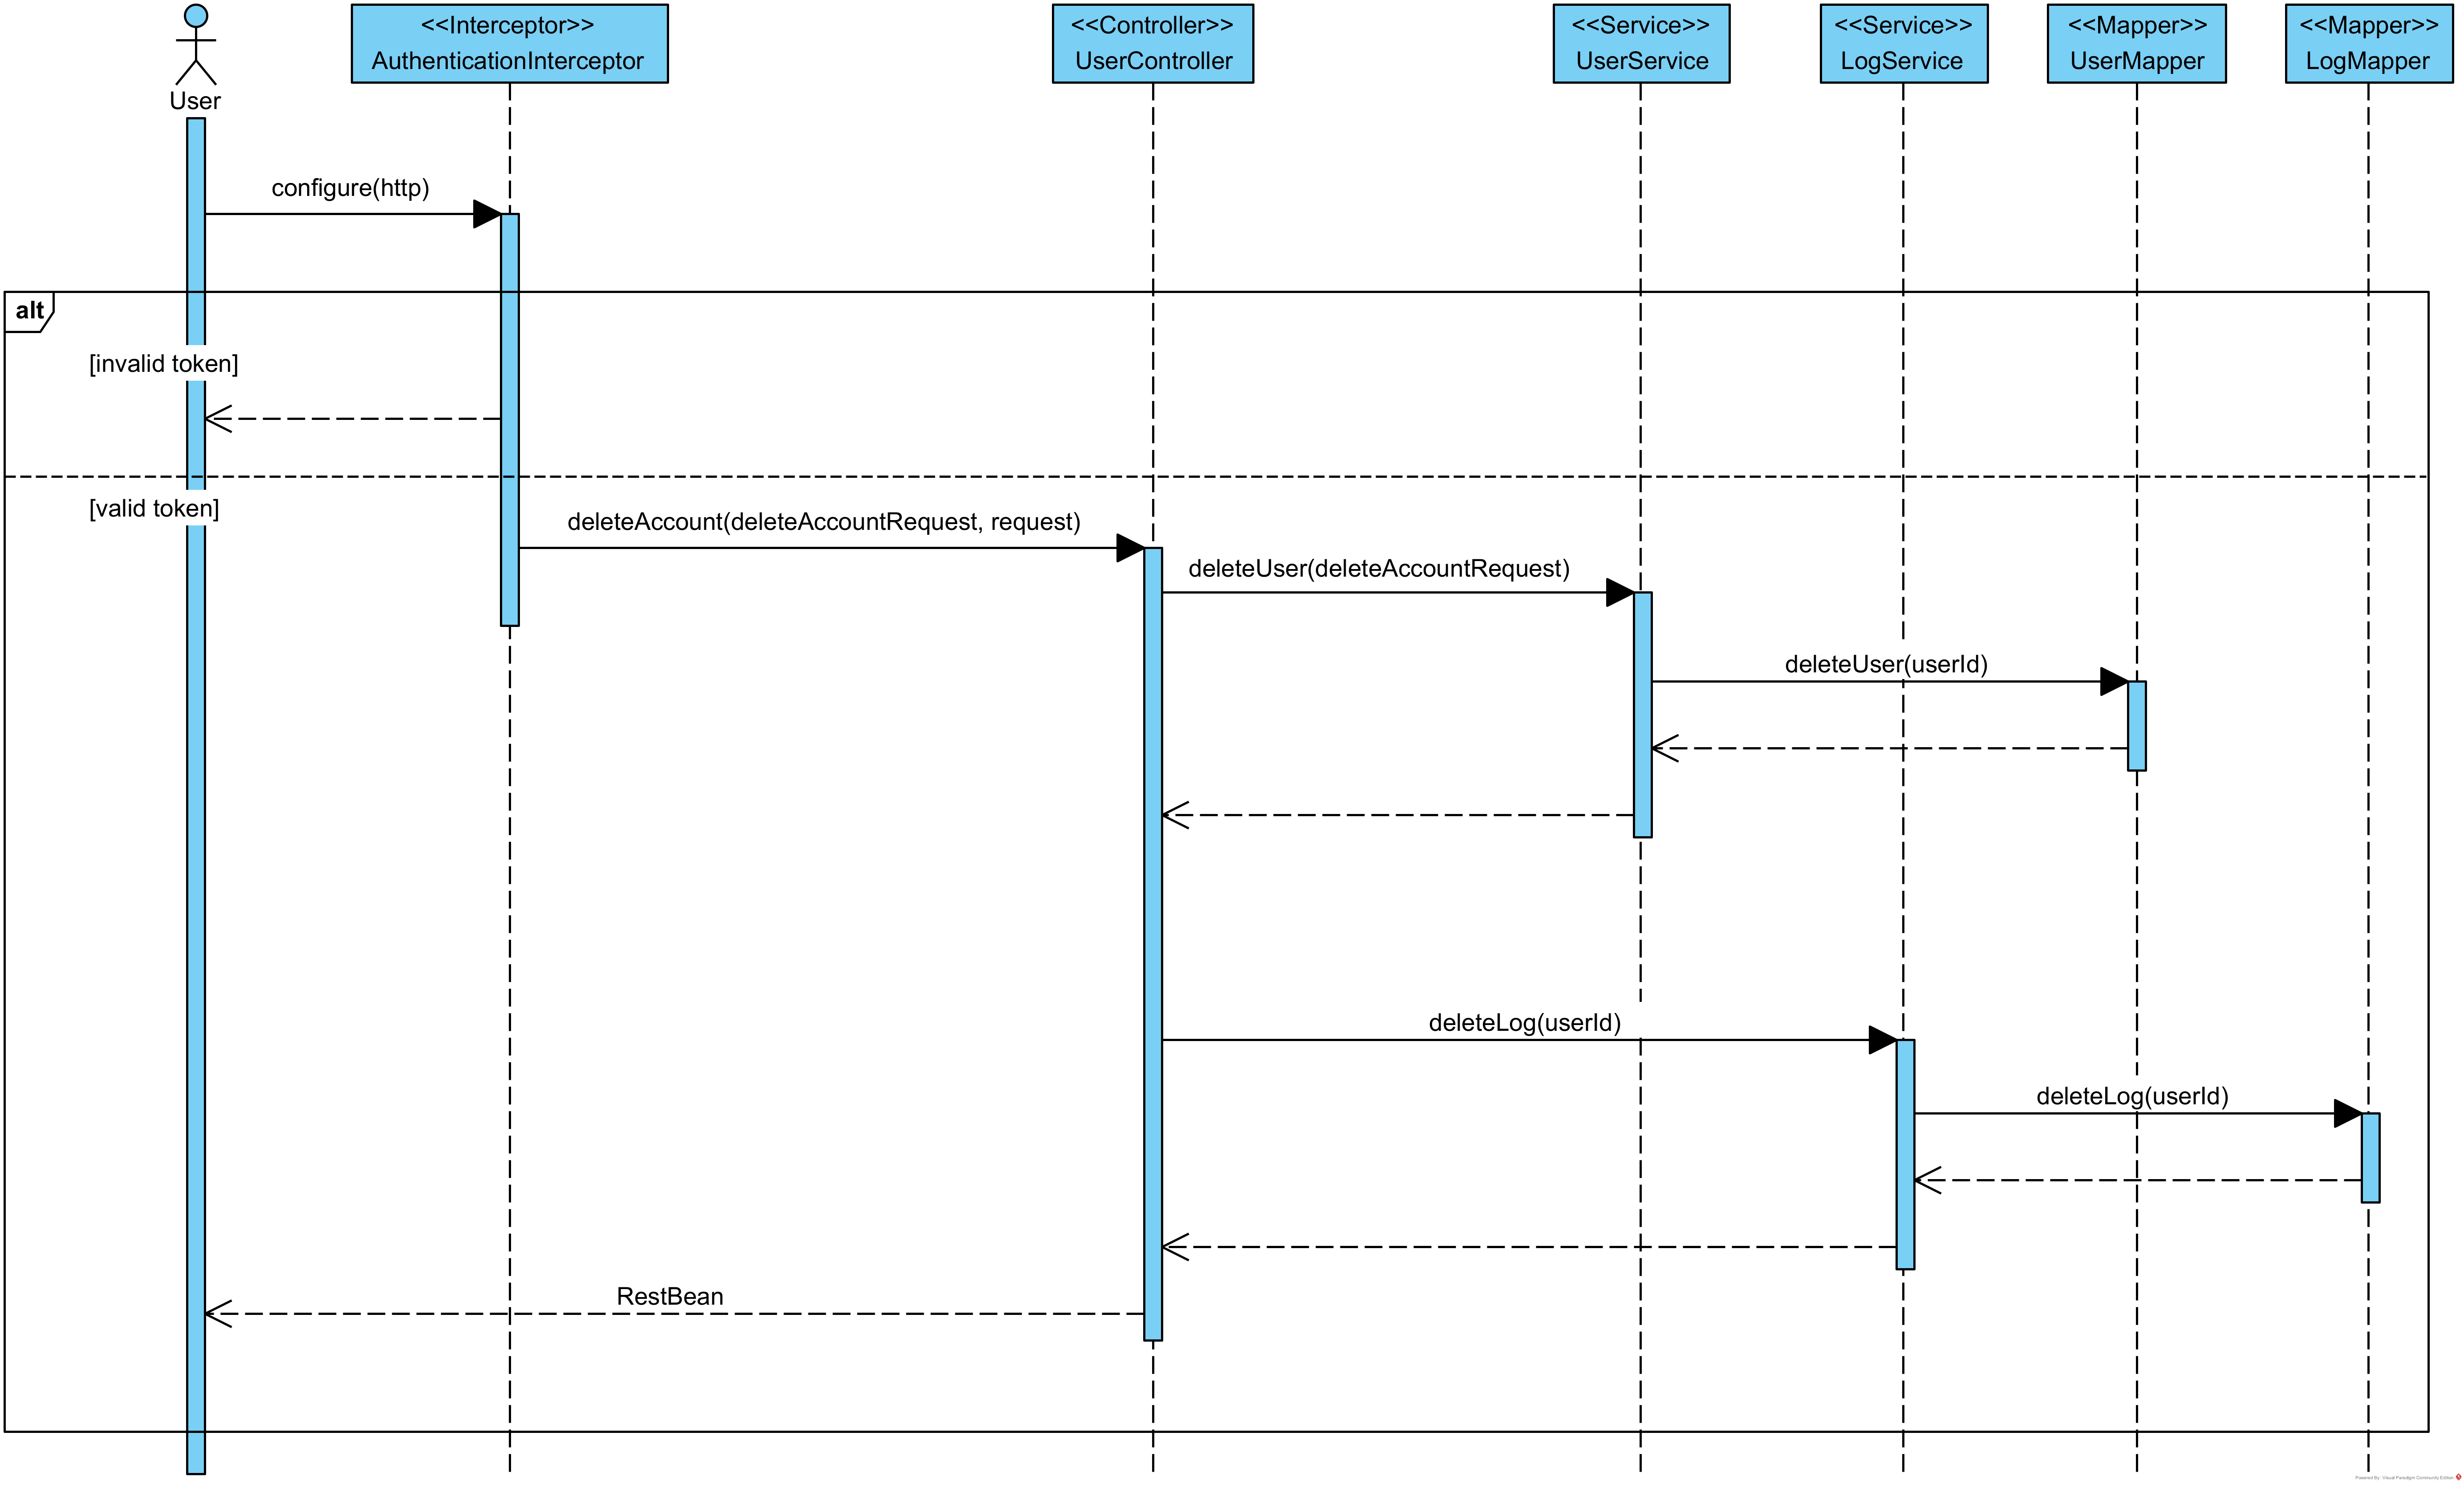 <<Interceptor>>
AuthenticationInterceptor
<<Controller>>
UserController
<<Service>>
UserService
<<Service>>
LogService
<<Mapper>>
UserMapper
<<Mapper>>
LogMapper
User
configure(http)
alt
[invalid token]
[valid token]
deleteAccount(deleteAccountRequest, request)
deleteUser(deleteAccountRequest)
deleteUser(userId)
deleteLog(userId)
deleteLog(userId)
RestBean
Powered By: Visual Paradigm Community Edition